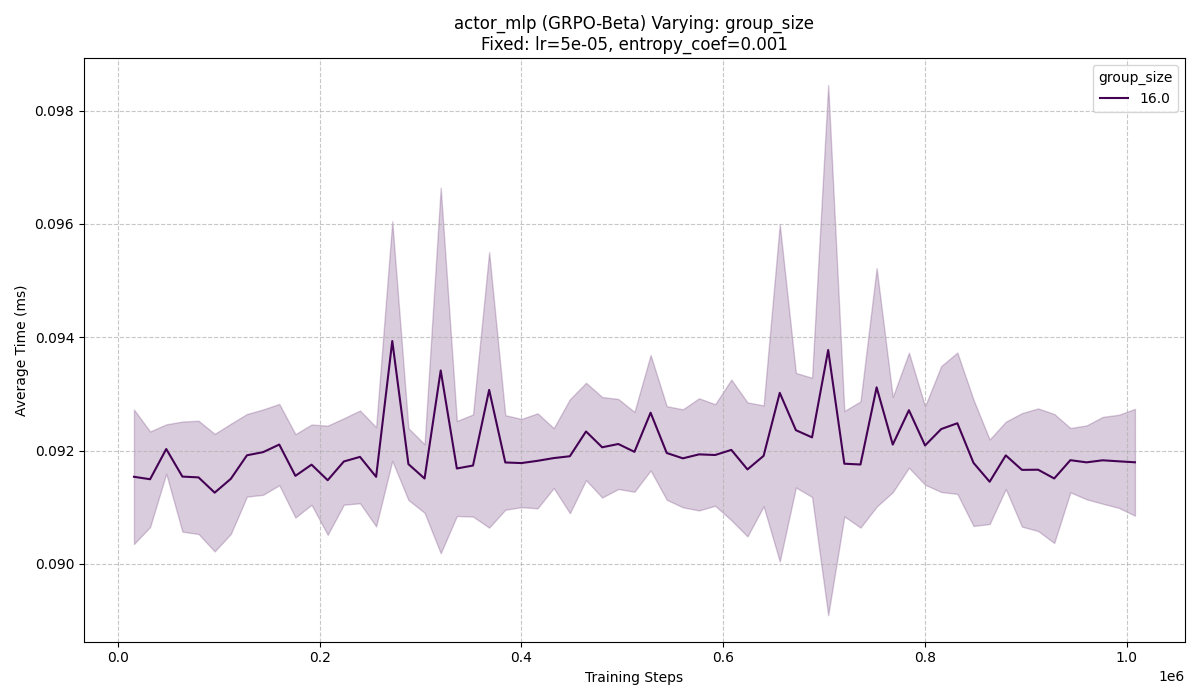 actor_mlp (GRPO-Beta) Varying: group_size
Fixed: lr=5e-05, entropy_coef=0.001
group_size
16.0
Average Time (ms)
0.098
0.096
0.094
0.092
0.090
0.0 0.2 0.4 0.6 0.8 1.0
1e6
Training Steps